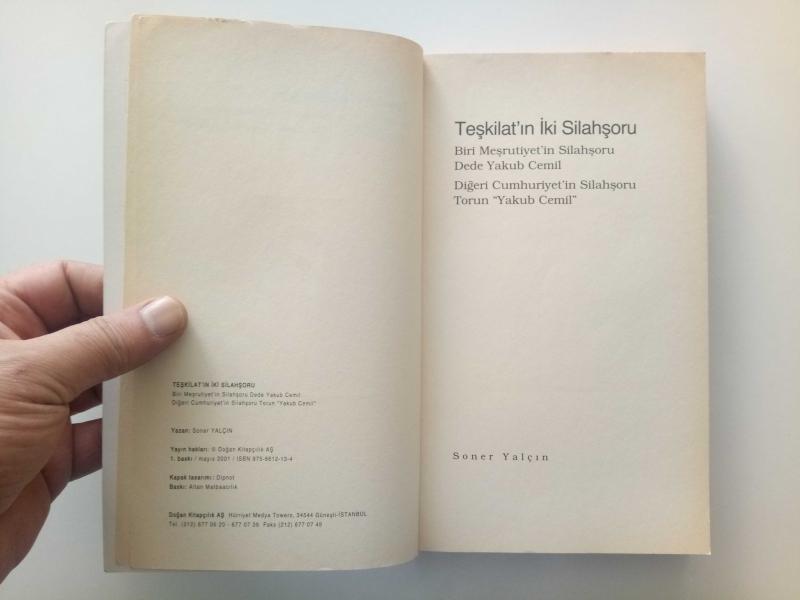 TEŞKİLAT'IN İKİ SİLAHŞORU
Biri Meşrutiyet'in Silahşoru Dede Yakub Cemil
Diğeri Cumhuriyet'in Silahşoru Torun "Yakub Cemil"
Yazan: Soner YALÇIN
Yayın hakları: © Doğan Kitapçılık AŞ
1. baskı / mayıs 2001 / ISBN 975-6612-13-4
Kapak tasarımı: Dipnot
Baskı: Altan Matbaacılık
Doğan Kitapçılık AŞ Hürriyet Medya Towers, 34544 Güneşli-İSTANBUL
Tel. (212) 677 06 20 - 677 07 39 Faks (212) 677 07 49
Teşkilat'ın İki Silahşoru
Biri Meşrutiyet'in Silahşoru
Dede Yakub Cemil
Diğeri Cumhuriyet'in Silahşoru
Torun "Yakub Cemil"
Soner Yalçın